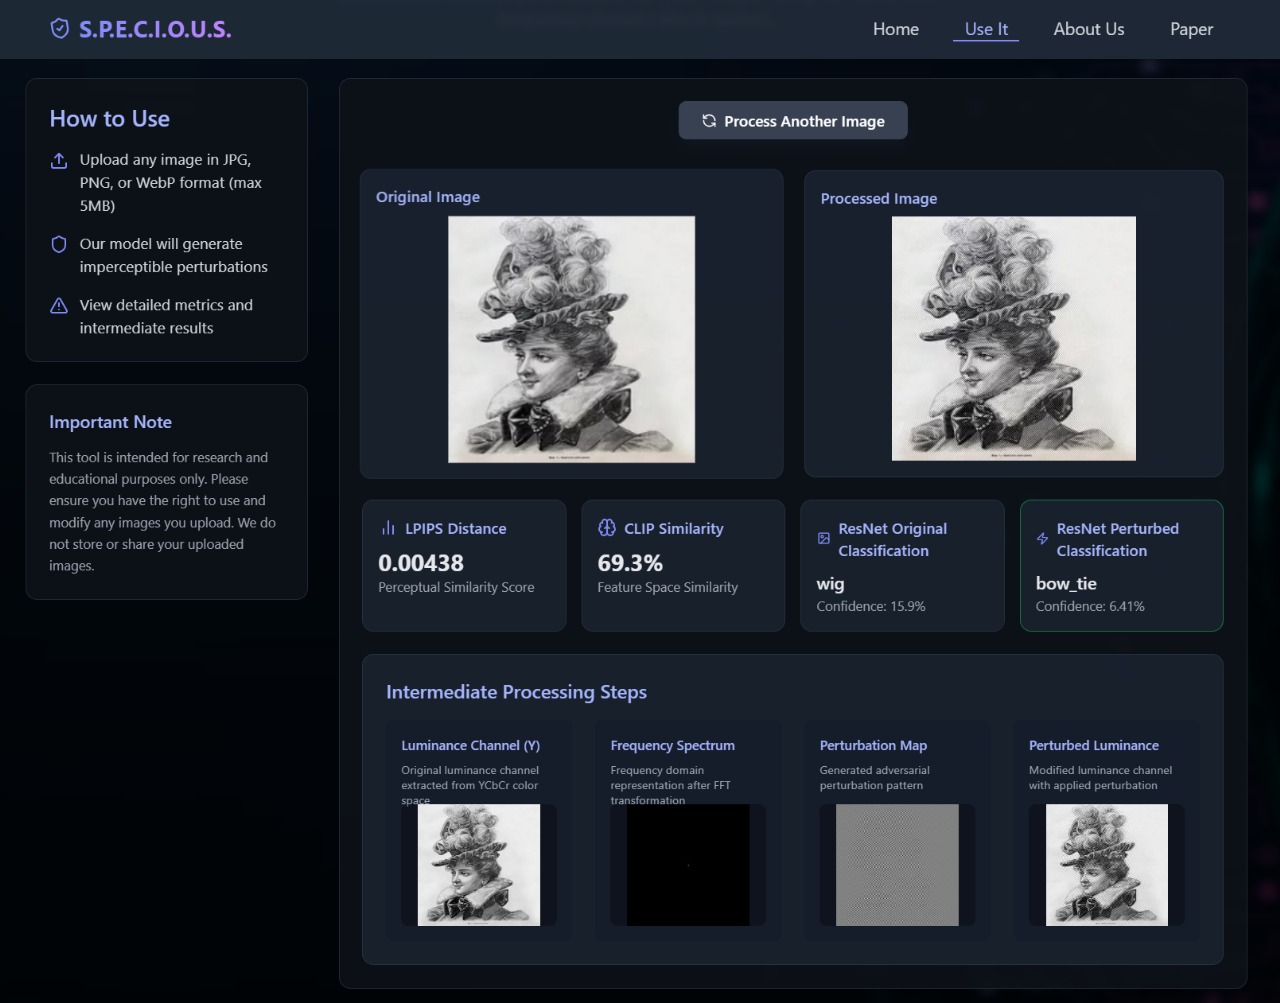 S.P.E.C.I.O.U.S.
Home
Use It
About Us
Paper
How to Use
Upload any image in JPG,
PNG, or WebP format (max
5MB)
Our model will generate
imperceptible perturbations
View detailed metrics and
intermediate results
Important Note
This tool is intended for research and
educational purposes only. Please
ensure you have the right to use and
modify any images you upload. We do
not store or share your uploaded
images.
Process Another Image
Original Image
Processed Image
LPIPS Distance
0.00438
Perceptual Similarity Score
CLIP Similarity
69.3%
Feature Space Similarity
ResNet Original
Classification
wig
Confidence: 15.9%
ResNet Perturbed
Classification
bow_tie
Confidence: 6.41%
Intermediate Processing Steps
Luminance Channel (Y)
Original luminance channel
extracted from YCbCr color
space
Frequency Spectrum
Frequency domain
representation after FFT
transformation
Perturbation Map
Generated adversarial
perturbation pattern
Perturbed Luminance
Modified luminance channel
with applied perturbation